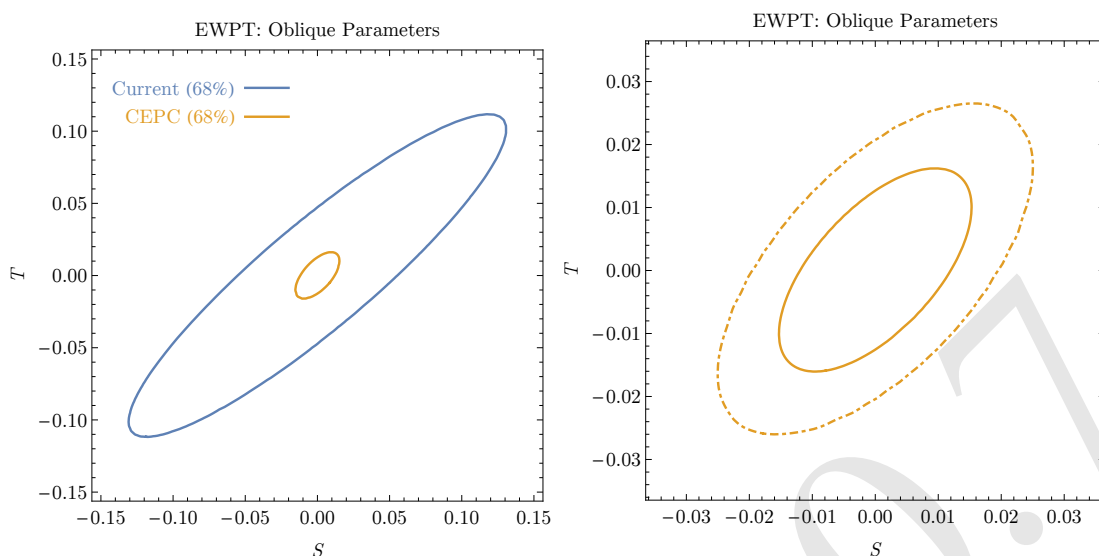 EWPT: Oblique Parameters
0.15
0.10
0.05
0.00
−0.05
−0.10
−0.15
T
Current (68%)
CEPC (68%)
−0.15 −0.10 −0.05 0.00 0.05 0.10 0.15
S
EWPT: Oblique Parameters
0.03
0.02
0.01
0.00
−0.01
−0.02
−0.03
T
−0.03 −0.02 −0.01 0.00 0.01 0.02 0.03
S